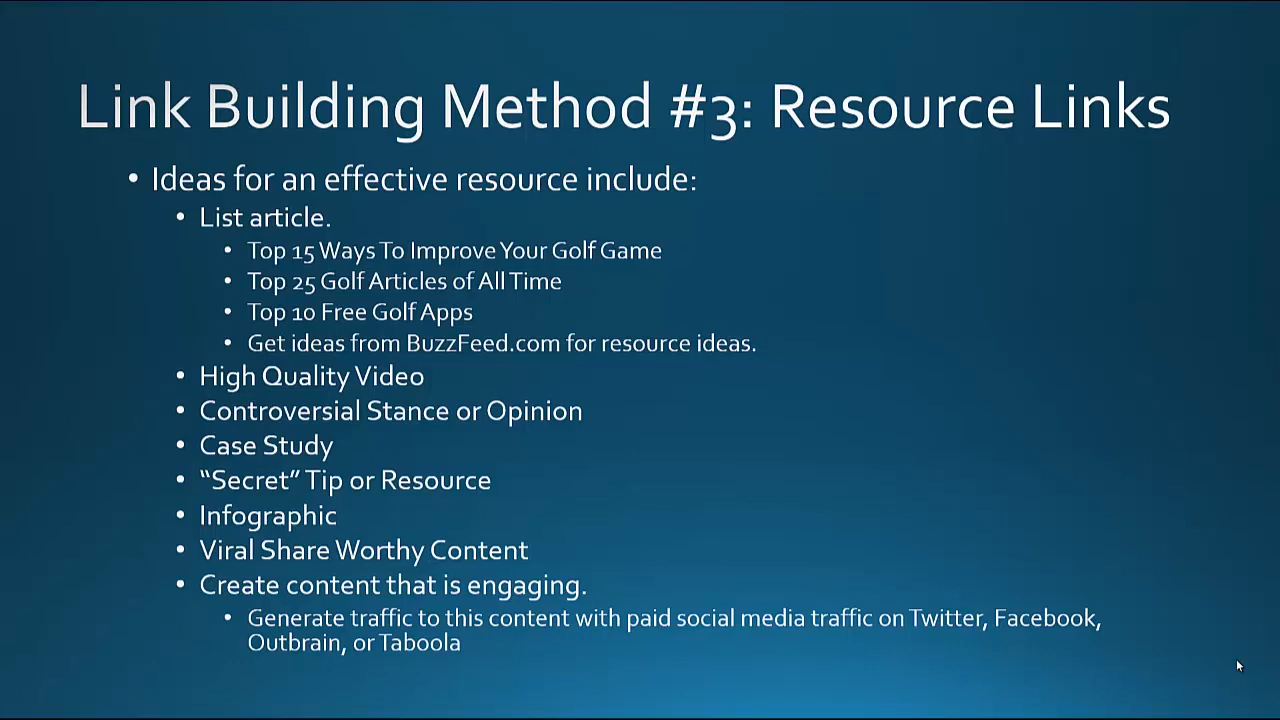 Link Building Method #3: Resource Links
• Ideas for an effective resource include:
• List article.
• Top 15 Ways To Improve Your Golf Game
• Top 25 Golf Articles of All Time
• Top 10 Free Golf Apps
• Get ideas from BuzzFeed.com for resource ideas.
• High Quality Video
• Controversial Stance or Opinion
• Case Study
• “Secret” Tip or Resource
• Infographic
• Viral Share Worthy Content
• Create content that is engaging.
• Generate traffic to this content with paid social media traffic on Twitter, Facebook,
Outbrain, or Taboola